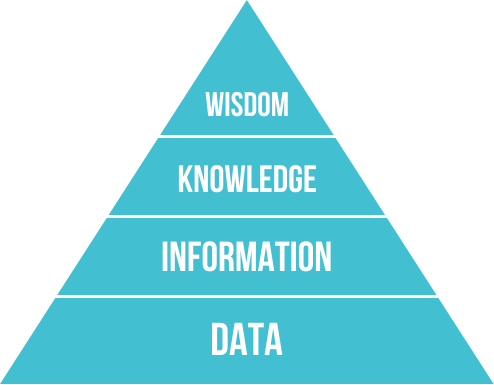 WISDOM
KNOWLEDGE
INFORMATION
DATA